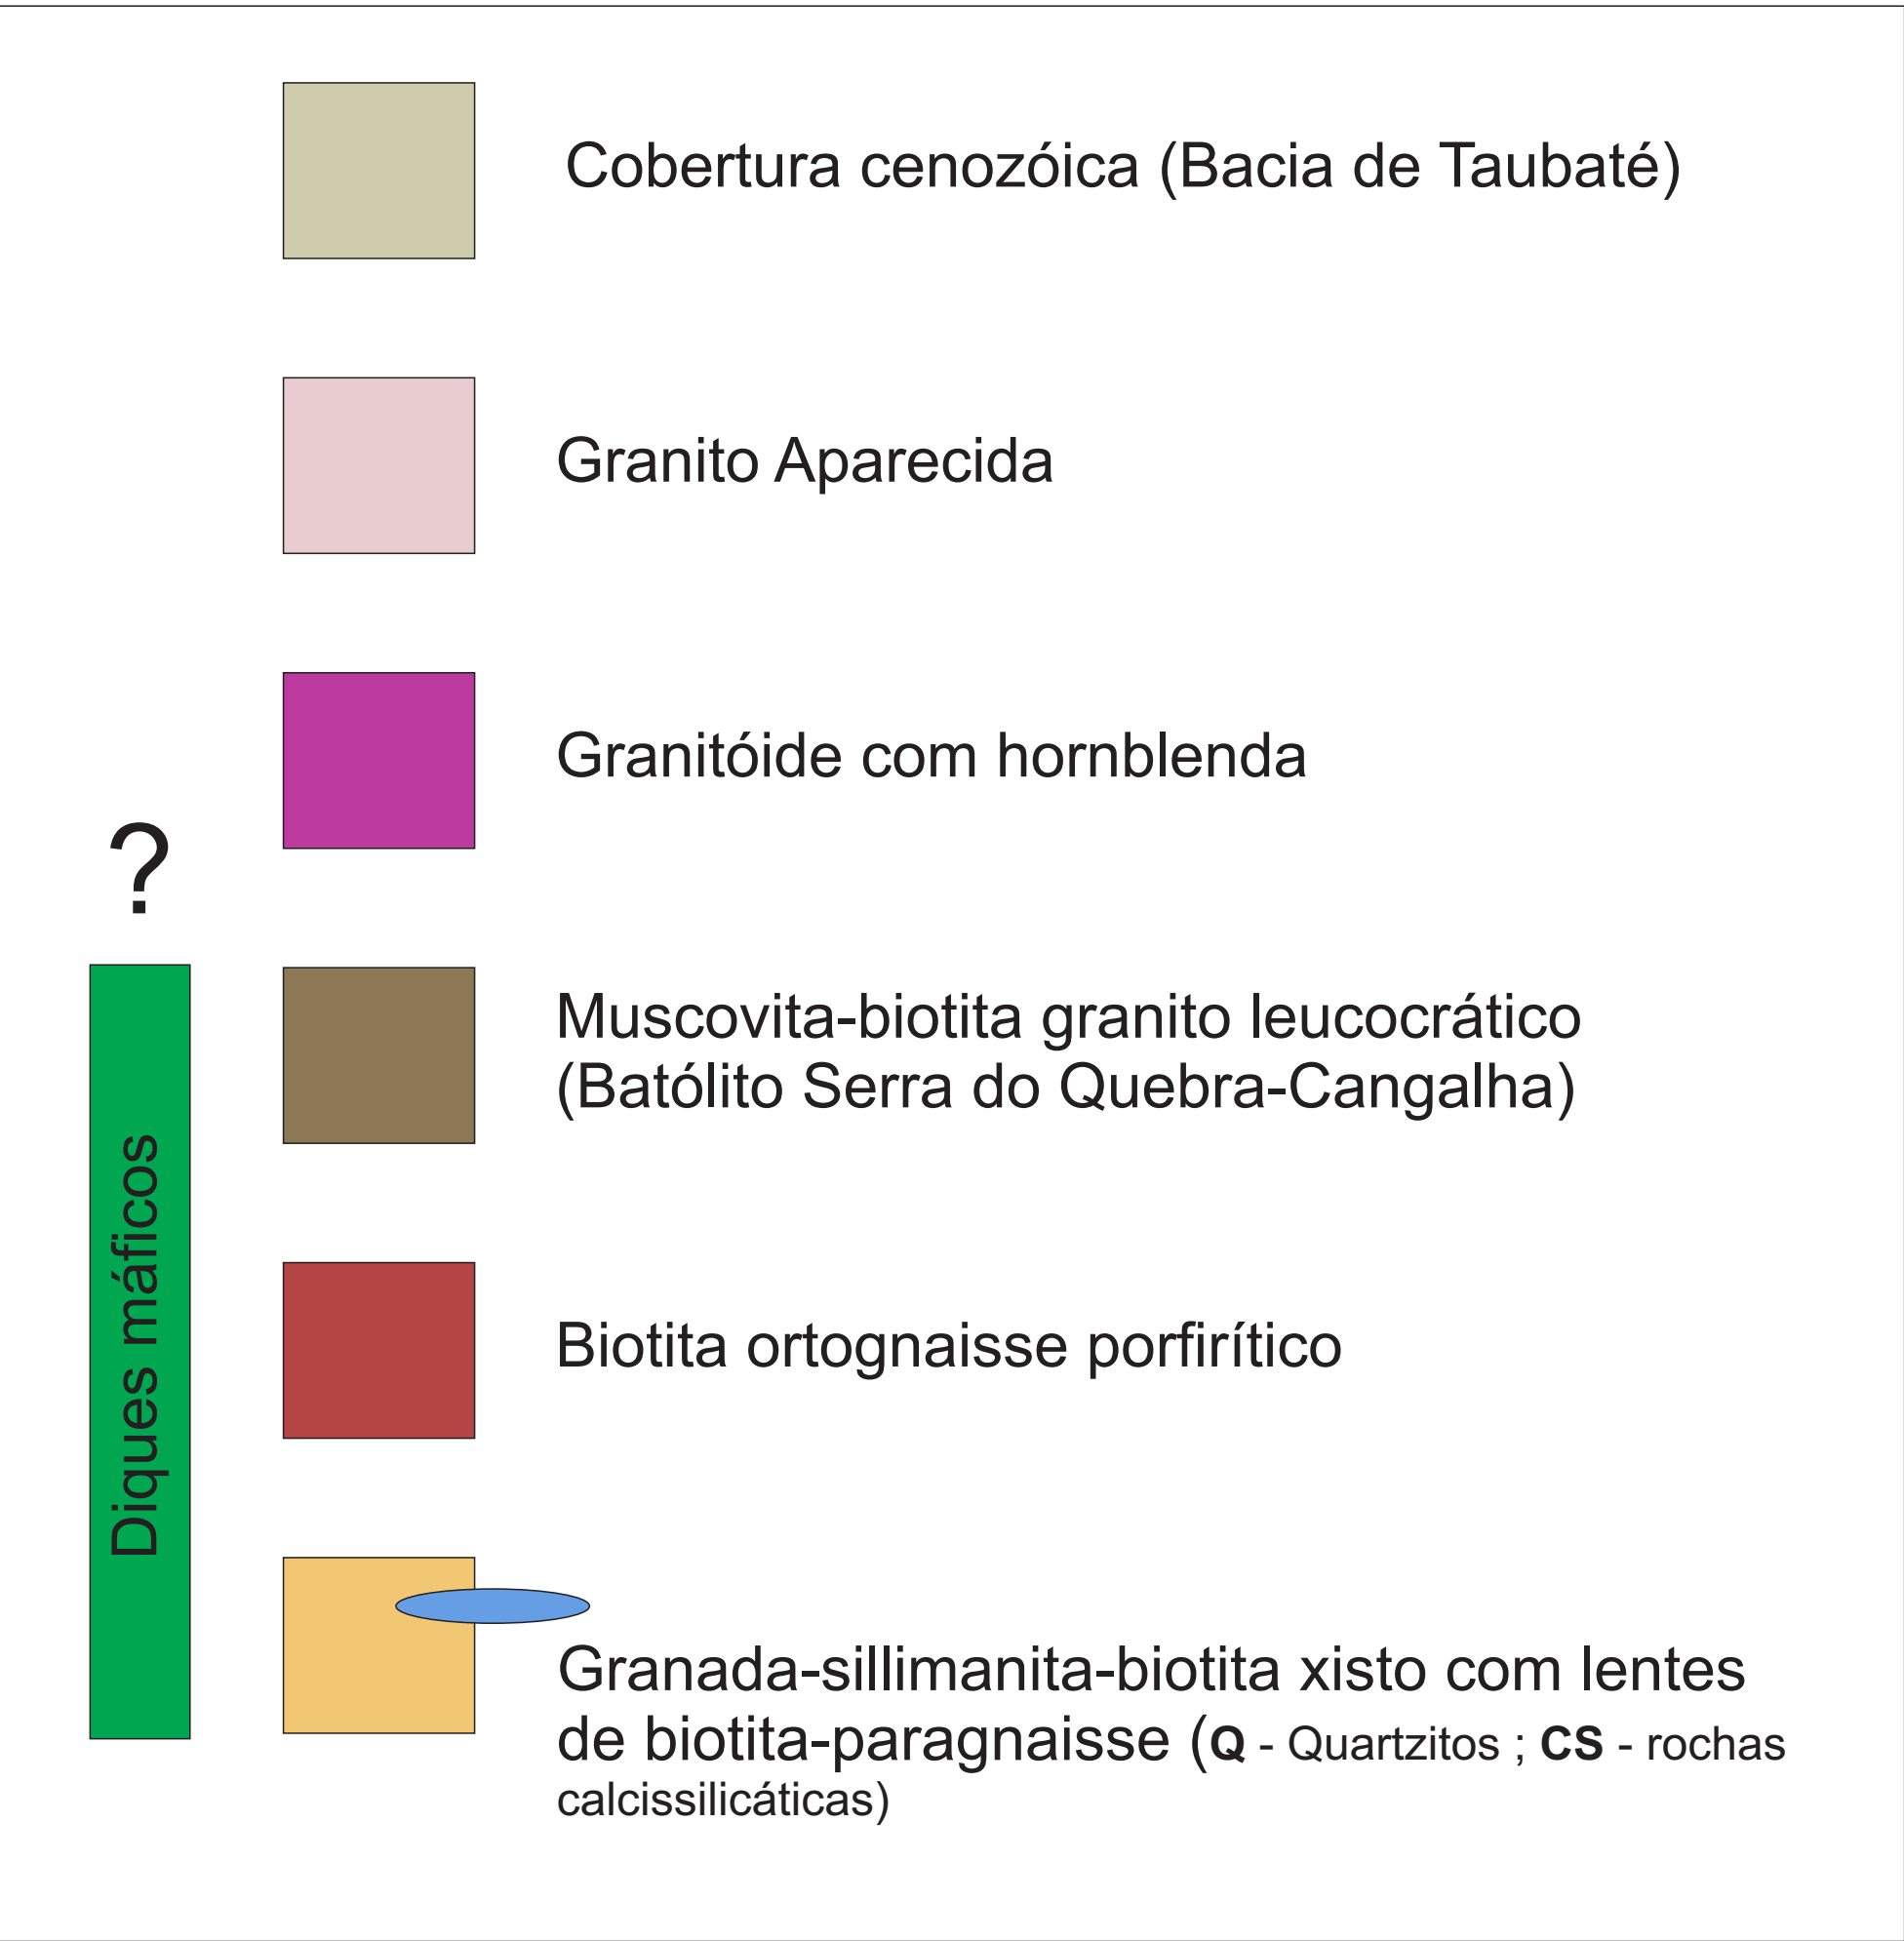 Cobertura cenozóica (Bacia de Taubaté)
Granito Aparecida
Granitóide com hornblenda
?
Diques máficos
Muscovita-biotita granito leucocrático
(Batólito Serra do Quebra-Cangalha)
Biotita ortognaisse porfirítico
Granada-sillimanita-biotita xisto com lentes
de biotita-paragnaisse (Q - Quartzitos ; CS - rochas
calcissilicáticas)